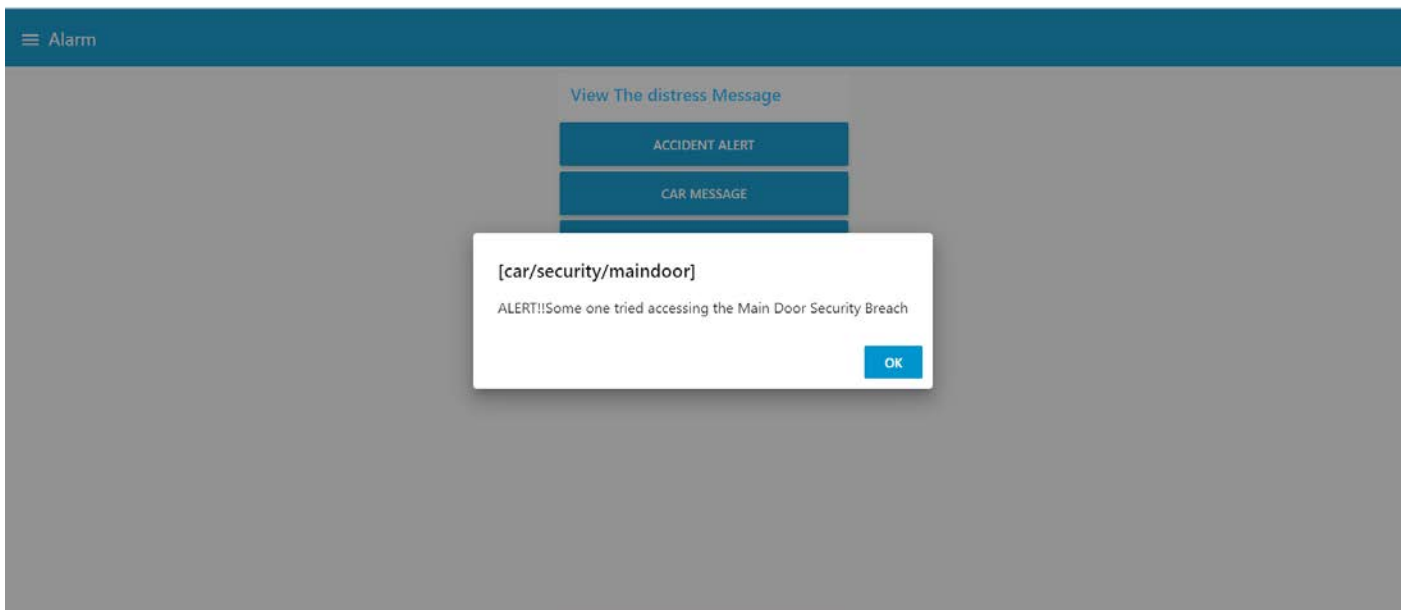 Alarm
View The distress Message
ACCIDENT ALERT
CAR MESSAGE
[car/security/maindoor]
ALERT!!Some one tried accessing the Main Door Security Breach
OK